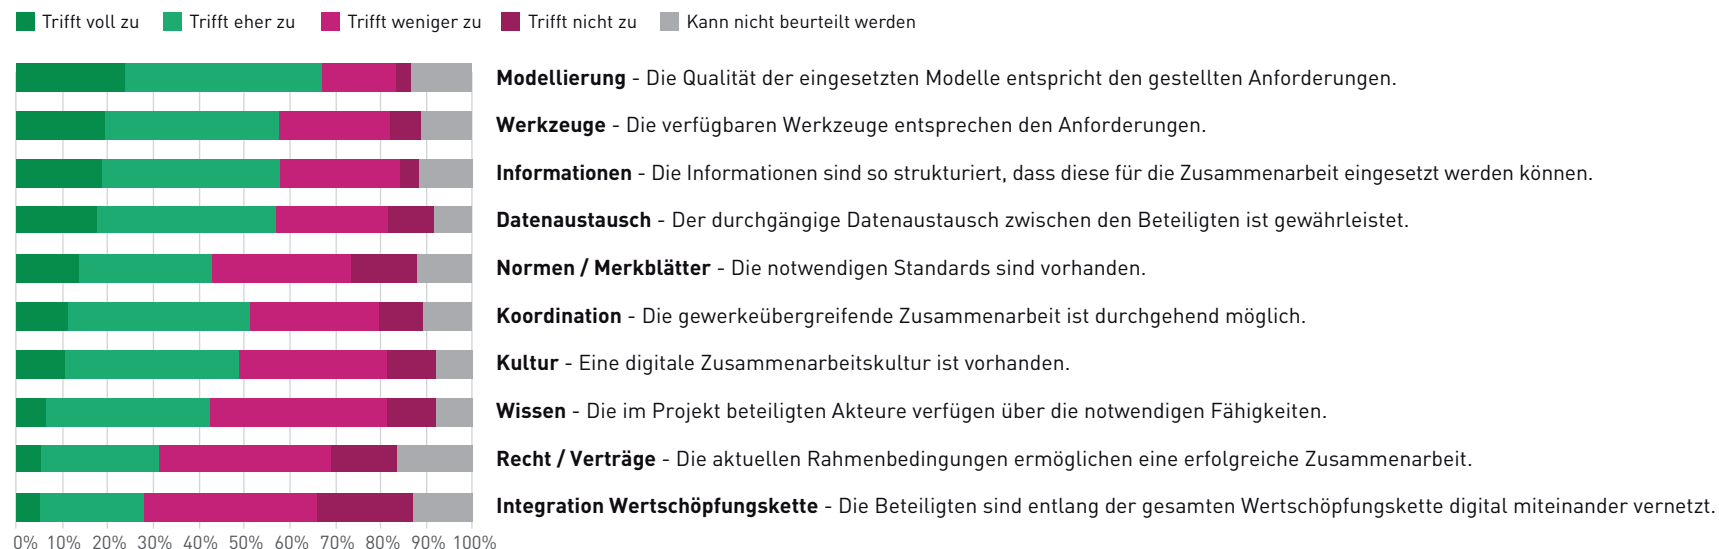 Trifft voll zu Trifft eher zu Trifft weniger zu Trifft nicht zu Kann nicht beurteilt werden
Modellierung - Die Qualität der eingesetzten Modelle entspricht den gestellten Anforderungen.
Werkzeuge - Die verfügbaren Werkzeuge entsprechen den Anforderungen.
Informationen - Die Informationen sind so strukturiert, dass diese für die Zusammenarbeit eingesetzt werden können.
Datenaustausch - Der durchgängige Datenaustausch zwischen den Beteiligten ist gewährleistet.
Normen / Merkblätter - Die notwendigen Standards sind vorhanden.
Koordination - Die gewerkeübergreifende Zusammenarbeit ist durchgehend möglich.
Kultur - Eine digitale Zusammenarbeitskultur ist vorhanden.
Wissen - Die im Projekt beteiligten Akteure verfügen über die notwendigen Fähigkeiten.
Recht / Verträge - Die aktuellen Rahmenbedingungen ermöglichen eine erfolgreiche Zusammenarbeit.
Integration Wertschöpfungskette - Die Beteiligten sind entlang der gesamten Wertschöpfungskette digital miteinander vernetzt.
0% 10% 20% 30% 40% 50% 60% 70% 80% 90% 100%